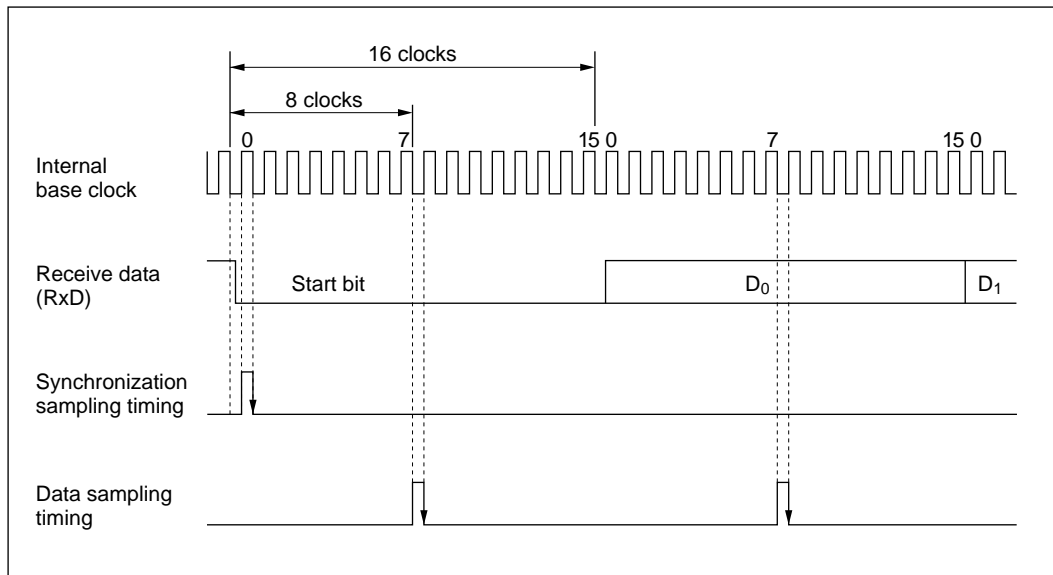 16 clocks
8 clocks
0 7 15 0 7 15 0
Internal
base clock
Receive data
(RxD)
Start bit D₀ D₁
Synchronization
sampling timing
Data sampling
timing